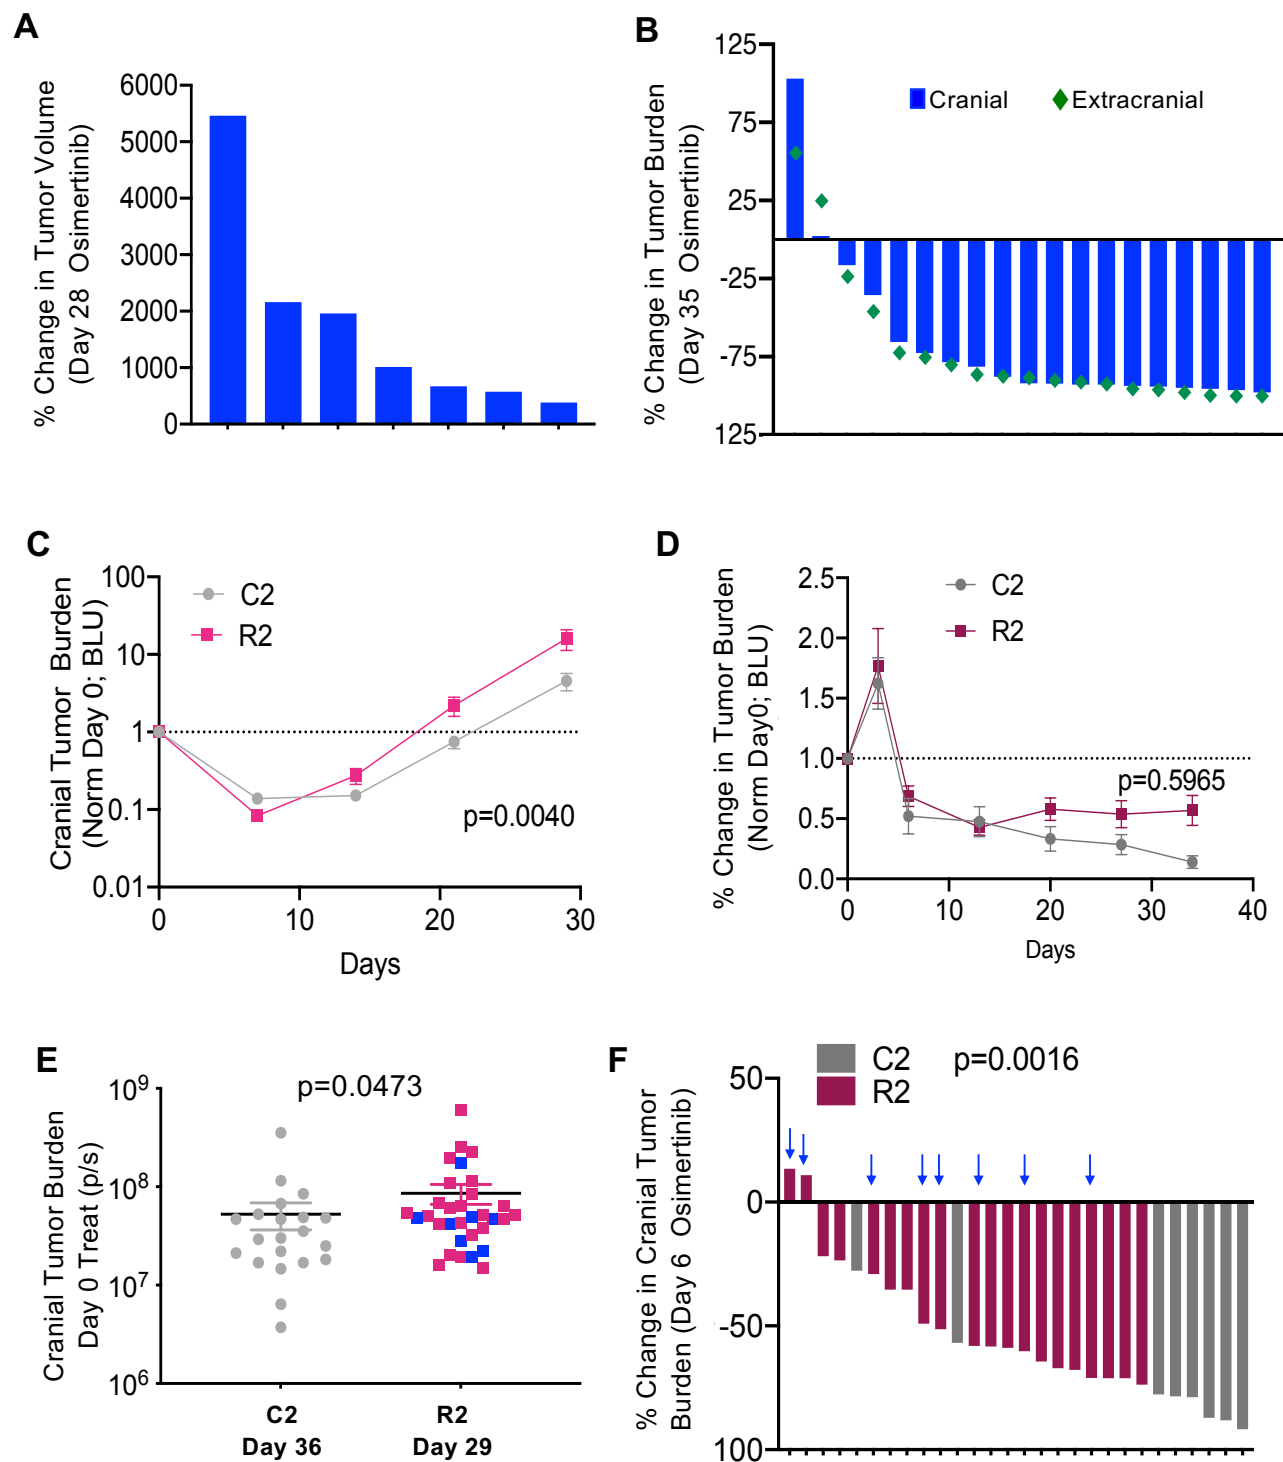 A
% Change in Tumor Volume
(Day 28 Osimertinib)
6000
5000
4000
3000
2000
1000
0
B
% Change in Tumor Burden
(Day 35 Osimertinib)
125
75
25
-25
-75
125
Cranial
Extracranial
C
Cranial Tumor Burden
(Norm Day 0; BLU)
100
10
1
0.1
0.01
C2
R2
p=0.0040
0
10
20
30
Days
D
% Change in Tumor Burden
(Norm Day0; BLU)
2.5
2.0
1.5
1.0
0.5
0.0
C2
R2
p=0.5965
0
10
20
30
40
Days
E
Cranial Tumor Burden
Day 0 Treat (p/s)
10⁹
10⁸
10⁷
10⁶
p=0.0473
C2
Day 36
R2
Day 29
F
% Change in Cranial Tumor
Burden (Day 6 Osimertinib)
50
0
-50
100
C2
R2
p=0.0016